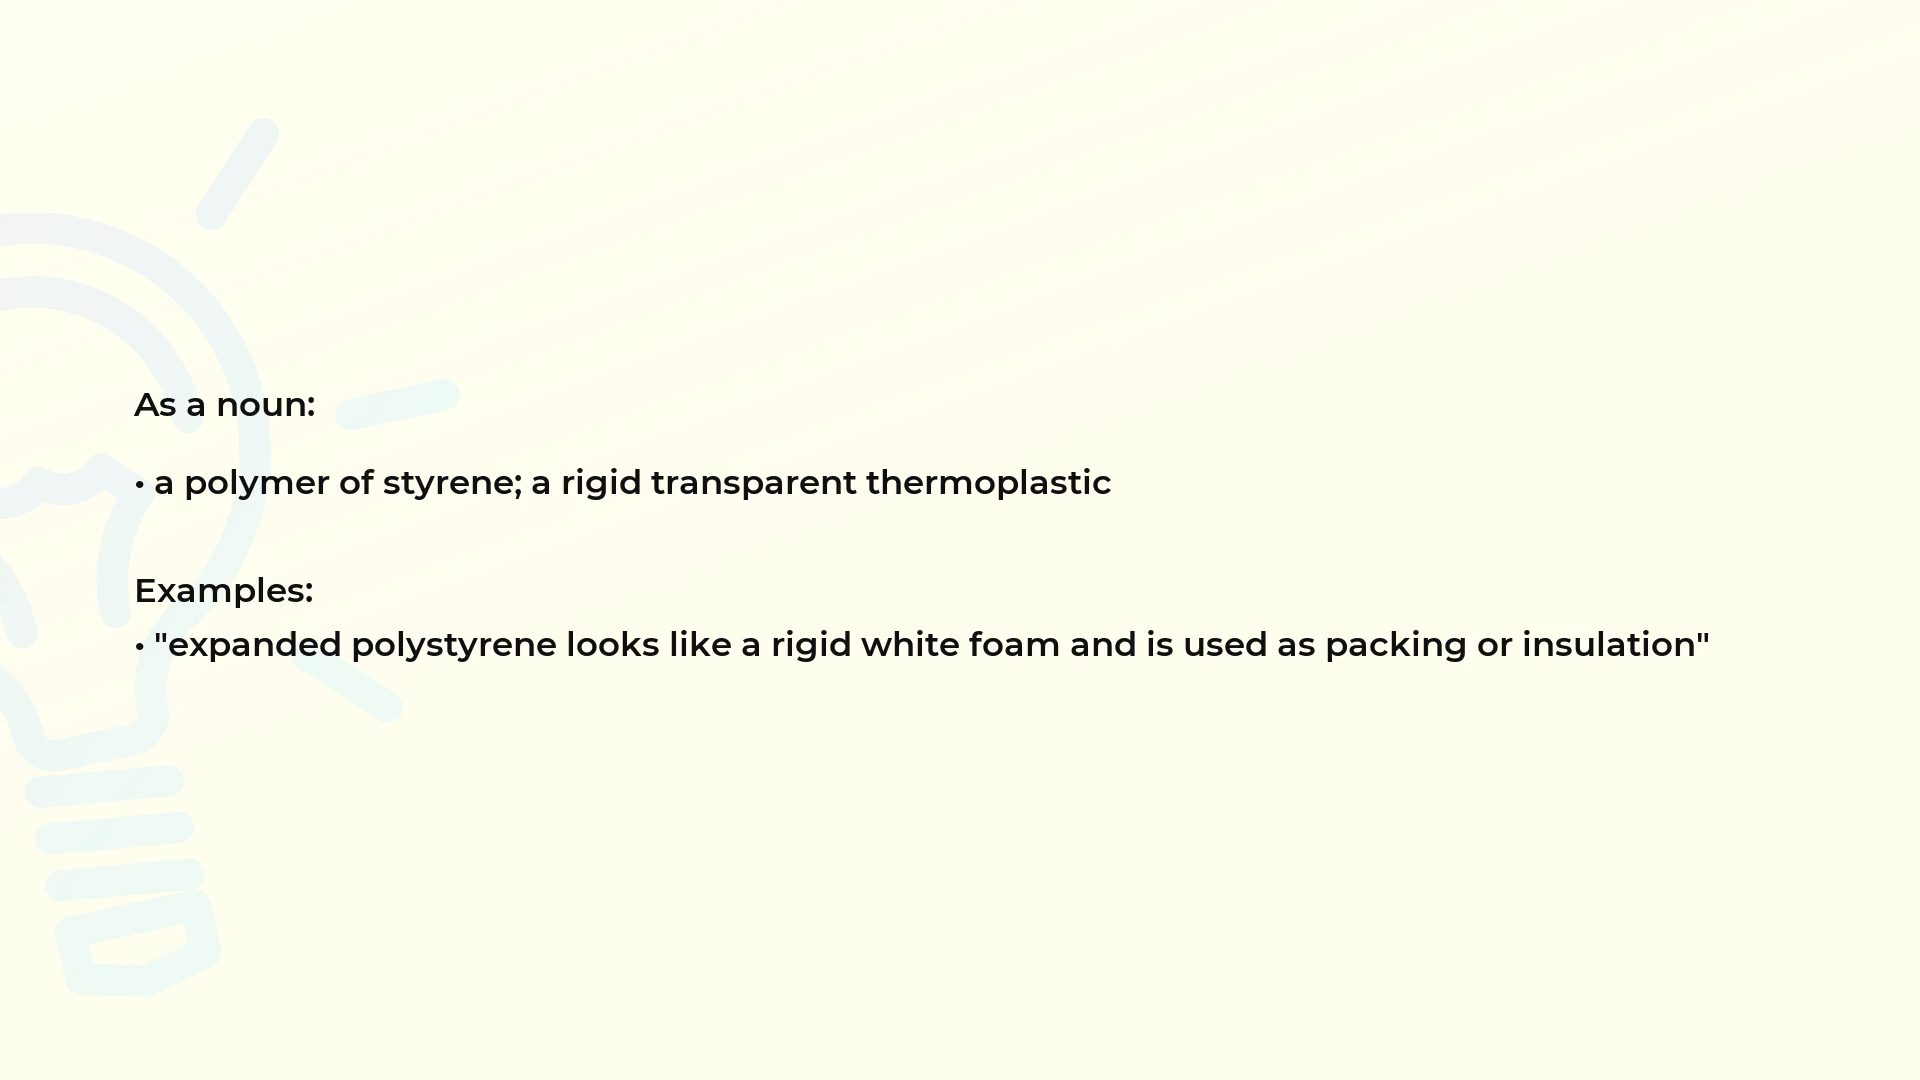 As a noun:
• a polymer of styrene; a rigid transparent thermoplastic
Examples:
• "expanded polystyrene looks like a rigid white foam and is used as packing or insulation"